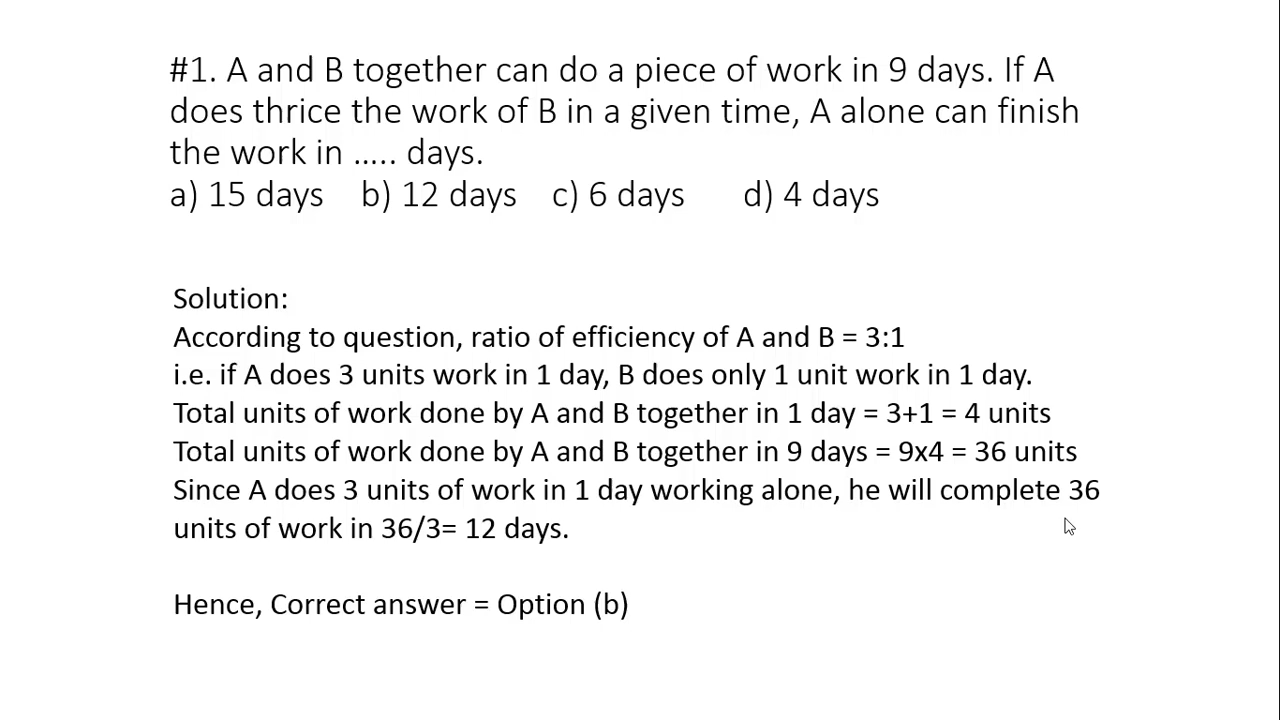 #1. A and B together can do a piece of work in 9 days. If A
does thrice the work of B in a given time, A alone can finish
the work in ..... days.
a) 15 days b) 12 days c) 6 days d) 4 days
Solution:
According to question, ratio of efficiency of A and B = 3:1
i.e. if A does 3 units work in 1 day, B does only 1 unit work in 1 day.
Total units of work done by A and B together in 1 day = 3+1 = 4 units
Total units of work done by A and B together in 9 days = 9x4 = 36 units
Since A does 3 units of work in 1 day working alone, he will complete 36
units of work in 36/3= 12 days.
Hence, Correct answer = Option (b)